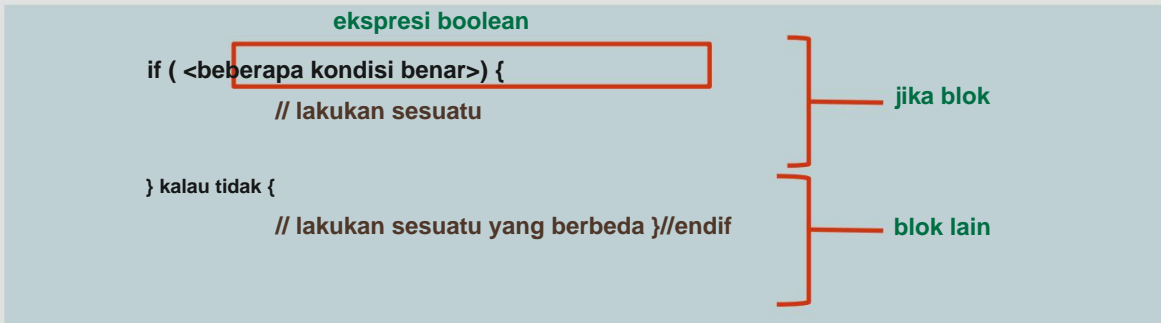 ekspresi boolean
if ( <beberapa kondisi benar>) {
// lakukan sesuatu
jika blok
} kalau tidak {
// lakukan sesuatu yang berbeda }//endif
blok lain